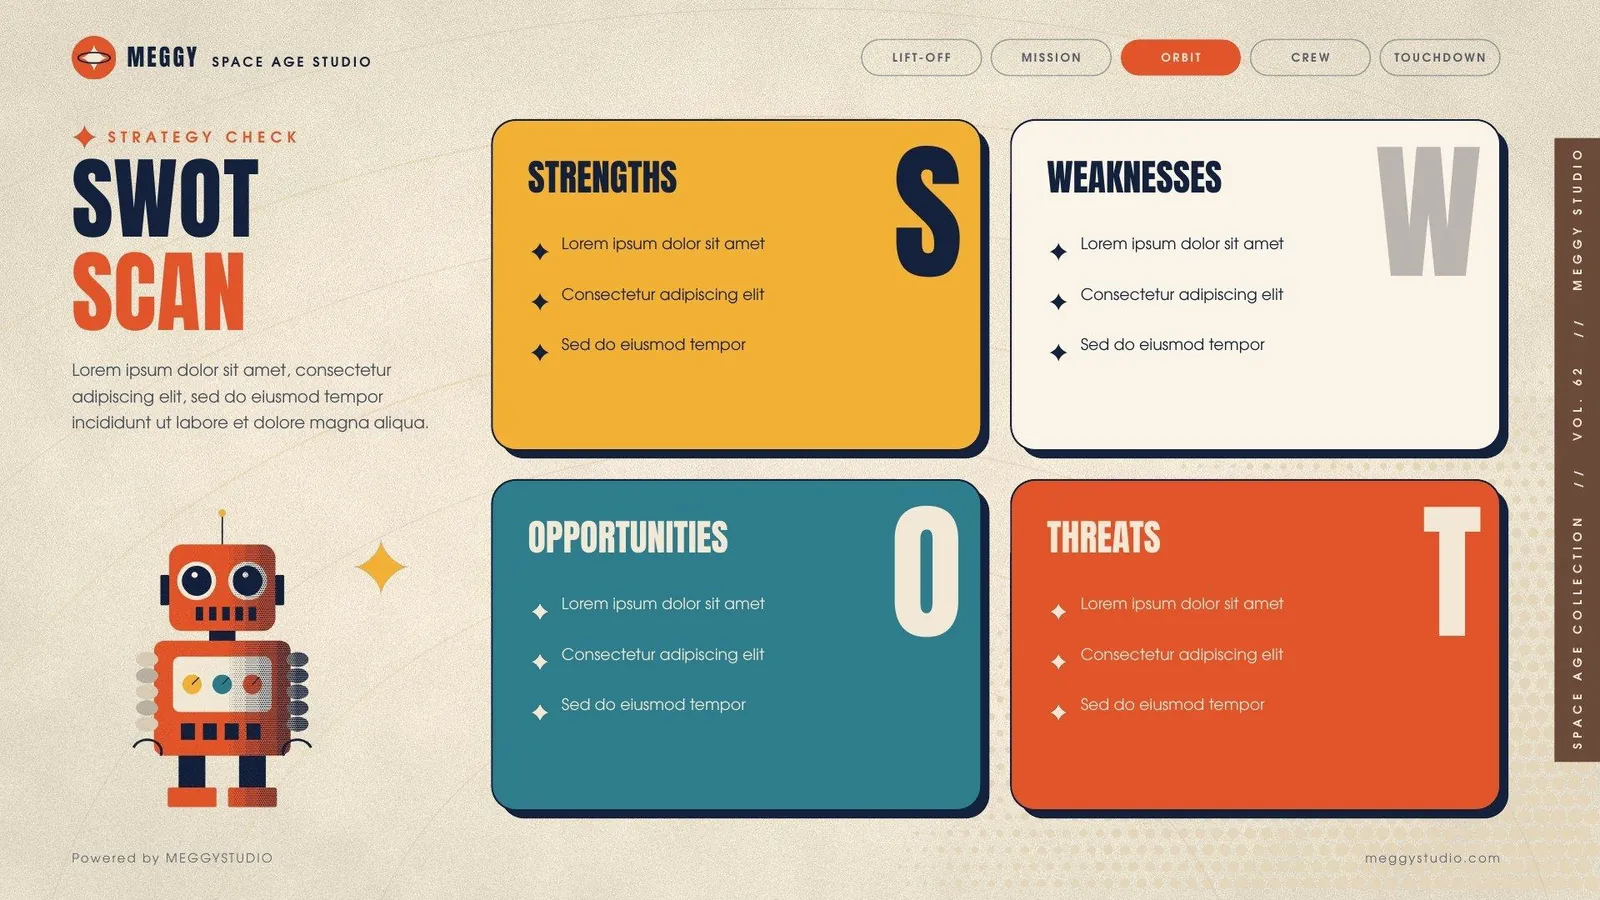 MEGGY SPACE AGE STUDIO
LIFT-OFF
MISSION
ORBIT
CREW
TOUCHDOWN
STRATEGY CHECK
SWOT
SCAN
Lorem ipsum dolor sit amet, consectetur
adipiscing elit, sed do eiusmod tempor
incididunt ut labore et dolore magna aliqua.
STRENGTHS
S
Lorem ipsum dolor sit amet
Consectetur adipiscing elit
Sed do eiusmod tempor
WEAKNESSES
W
Lorem ipsum dolor sit amet
Consectetur adipiscing elit
Sed do eiusmod tempor
OPPORTUNITIES
O
Lorem ipsum dolor sit amet
Consectetur adipiscing elit
Sed do eiusmod tempor
THREATS
T
Lorem ipsum dolor sit amet
Consectetur adipiscing elit
Sed do eiusmod tempor
SPACE AGE COLLECTION // VOL. 62 // MEGGY STUDIO
Powered by MEGGYSTUDIO
meggystudio.com